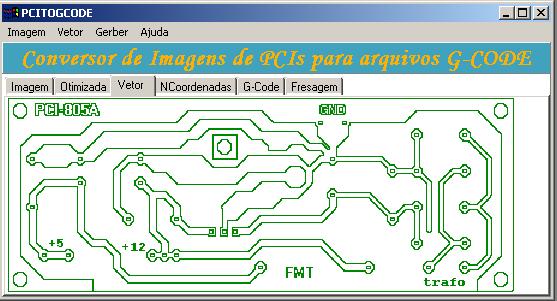 PCITOGCODE
Imagem Vetor Gerber Ajuda
Conversor de Imagens de PCIs para arquivos G-CODE
Imagem Otimizada Vetor NCoordenadas G-Code Fresagem
PCI-805A GND
+5 +12 FMT trafo